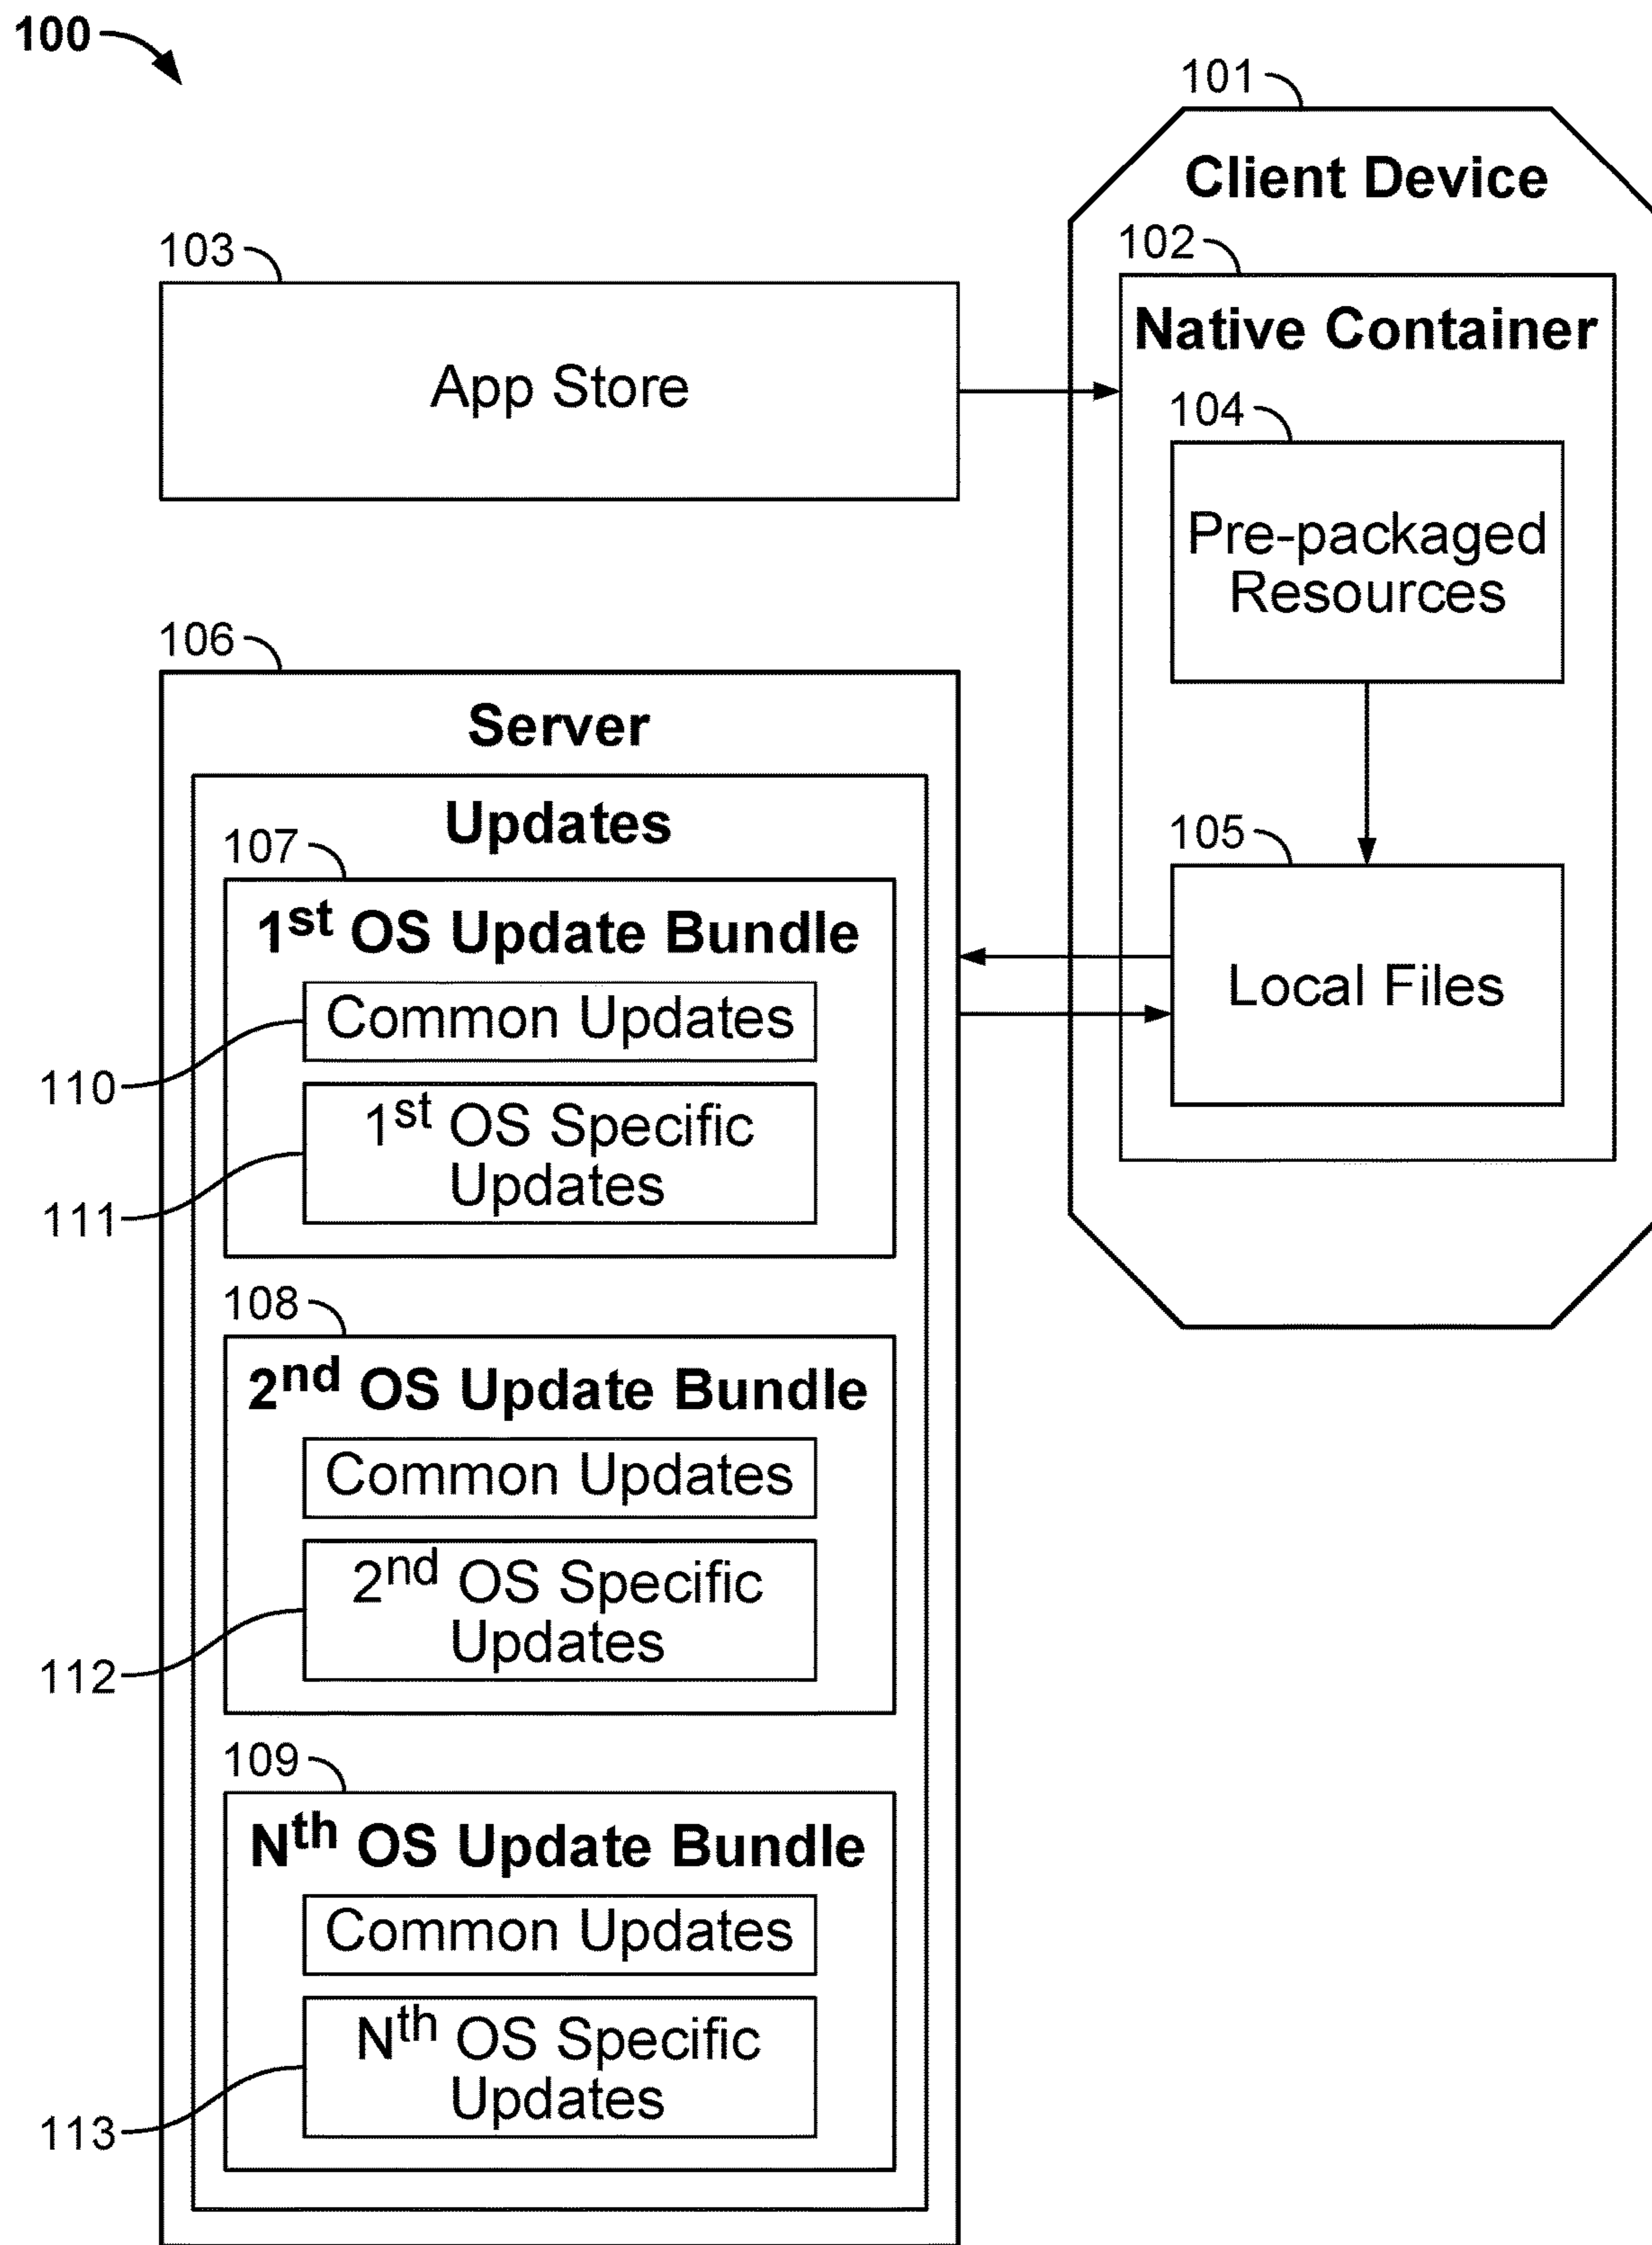 100
101
Client Device
102
Native Container
103
App Store
104
Pre-packaged
Resources
105
Local Files
106
Server
Updates
107
1st OS Update Bundle
Common Updates
110
1st OS Specific
Updates
111
108
2nd OS Update Bundle
Common Updates
2nd OS Specific
Updates
112
109
Nth OS Update Bundle
Common Updates
Nth OS Specific
Updates
113